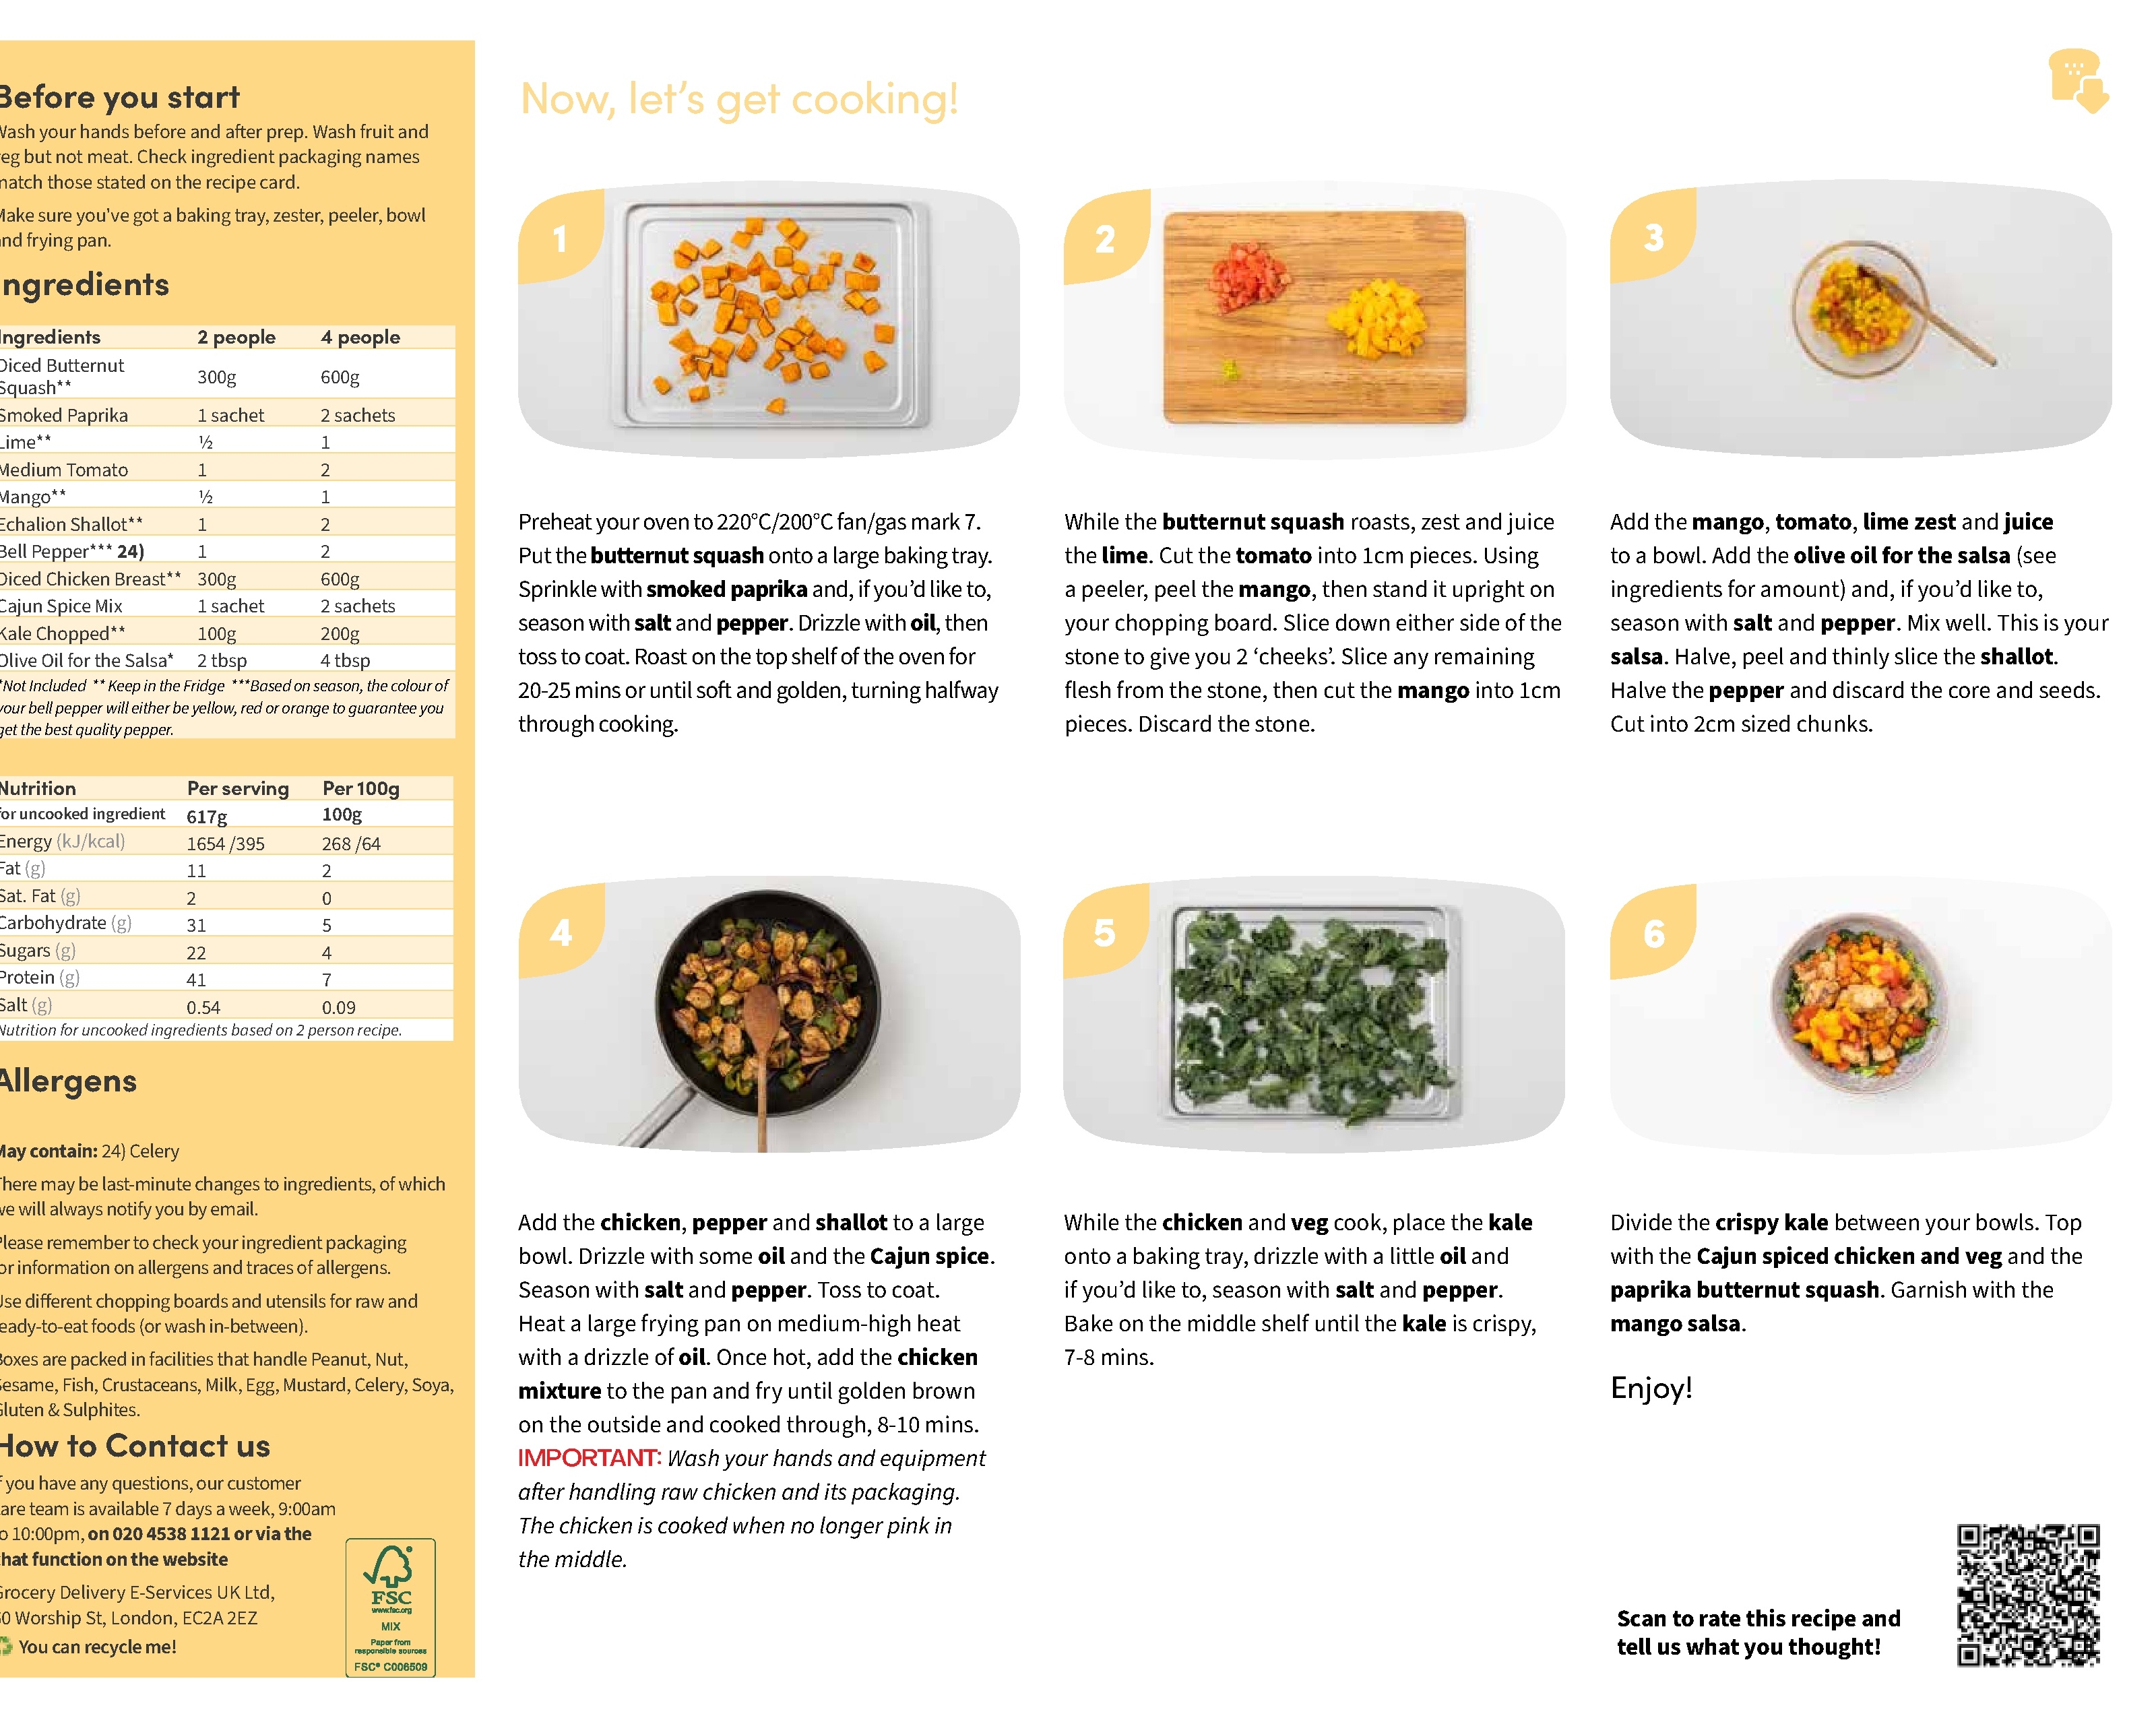 Before you start
Wash your hands before and after prep. Wash fruit and
veg but not meat. Check ingredient packaging names
match those stated on the recipe card.
Make sure you've got a baking tray, zester, peeler, bowl
and frying pan.
Ingredients
Ingredients 2 people 4 people
Diced Butternut
Squash** 300g 600g
Smoked Paprika 1 sachet 2 sachets
Lime** ½ 1
Medium Tomato 1 2
Mango** ½ 1
Echalion Shallot** 1 2
Bell Pepper*** 24) 1 2
Diced Chicken Breast** 300g 600g
Cajun Spice Mix 1 sachet 2 sachets
Kale Chopped** 100g 200g
Olive Oil for the Salsa* 2 tbsp 4 tbsp
*Not Included ** Keep in the Fridge ***Based on season, the colour of
your bell pepper will either be yellow, red or orange to guarantee you
get the best quality pepper.
Nutrition Per serving Per 100g
for uncooked ingredient 617g 100g
Energy (kJ/kcal) 1654 /395 268 /64
Fat (g) 11 2
Sat. Fat (g) 2 0
Carbohydrate (g) 31 5
Sugars (g) 22 4
Protein (g) 41 7
Salt (g) 0.54 0.09
Nutrition for uncooked ingredients based on 2 person recipe.
Allergens
May contain: 24) Celery
There may be last-minute changes to ingredients, of which
we will always notify you by email.
Please remember to check your ingredient packaging
for information on allergens and traces of allergens.
Use different chopping boards and utensils for raw and
ready-to-eat foods (or wash in-between).
Boxes are packed in facilities that handle Peanut, Nut,
Sesame, Fish, Crustaceans, Milk, Egg, Mustard, Celery, Soya,
Gluten & Sulphites.
How to Contact us
If you have any questions, our customer
care team is available 7 days a week, 9:00am
to 10:00pm, on 020 4538 1121 or via the
chat function on the website
Grocery Delivery E-Services UK Ltd,
60 Worship St, London, EC2A 2EZ
You can recycle me!
FSC
www.fsc.org
MIX
Paper from
responsible sources
FSC® C006509
Now, let's get cooking!
1
Preheat your oven to 220°C/200°C fan/gas mark 7.
Put the butternut squash onto a large baking tray.
Sprinkle with smoked paprika and, if you'd like to,
season with salt and pepper. Drizzle with oil, then
toss to coat. Roast on the top shelf of the oven for
20-25 mins or until soft and golden, turning halfway
through cooking.
2
While the butternut squash roasts, zest and juice
the lime. Cut the tomato into 1cm pieces. Using
a peeler, peel the mango, then stand it upright on
your chopping board. Slice down either side of the
stone to give you 2 ‘cheeks’. Slice any remaining
flesh from the stone, then cut the mango into 1cm
pieces. Discard the stone.
3
Add the mango, tomato, lime zest and juice
to a bowl. Add the olive oil for the salsa (see
ingredients for amount) and, if you’d like to,
season with salt and pepper. Mix well. This is your
salsa. Halve, peel and thinly slice the shallot.
Halve the pepper and discard the core and seeds.
Cut into 2cm sized chunks.
4
Add the chicken, pepper and shallot to a large
bowl. Drizzle with some oil and the Cajun spice.
Season with salt and pepper. Toss to coat.
Heat a large frying pan on medium-high heat
with a drizzle of oil. Once hot, add the chicken
mixture to the pan and fry until golden brown
on the outside and cooked through, 8-10 mins.
IMPORTANT: Wash your hands and equipment
after handling raw chicken and its packaging.
The chicken is cooked when no longer pink in
the middle.
5
While the chicken and veg cook, place the kale
onto a baking tray, drizzle with a little oil and
if you’d like to, season with salt and pepper.
Bake on the middle shelf until the kale is crispy,
7-8 mins.
6
Divide the crispy kale between your bowls. Top
with the Cajun spiced chicken and veg and the
paprika butternut squash. Garnish with the
mango salsa.
Enjoy!
Scan to rate this recipe and
tell us what you thought!